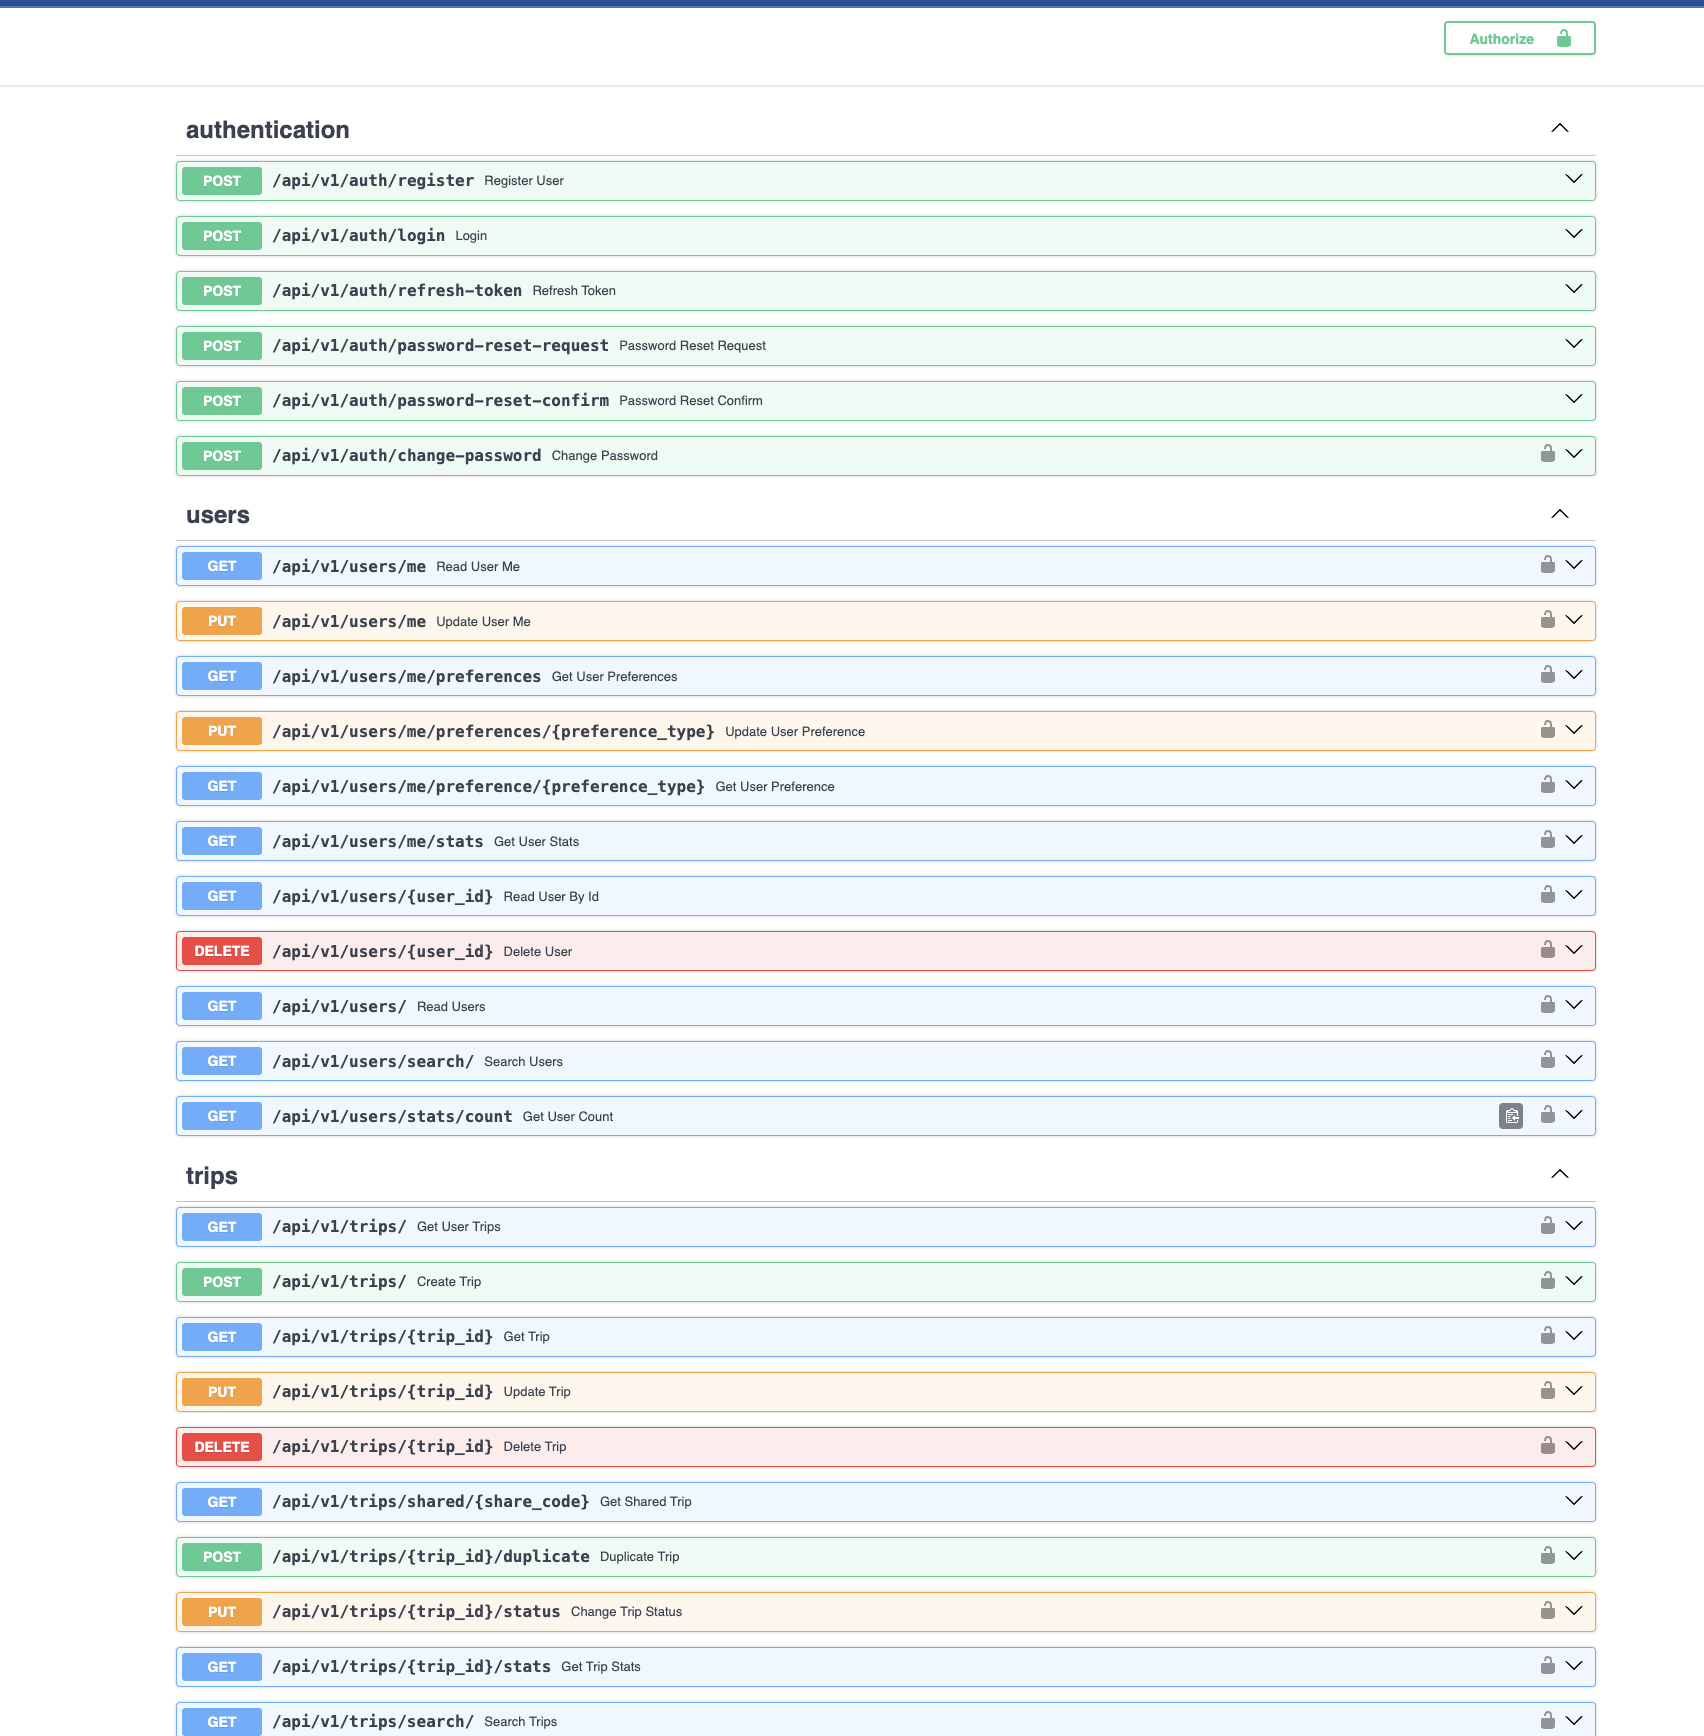 Authorize
authentication
POST /api/v1/auth/register Register User
POST /api/v1/auth/login Login
POST /api/v1/auth/refresh-token Refresh Token
POST /api/v1/auth/password-reset-request Password Reset Request
POST /api/v1/auth/password-reset-confirm Password Reset Confirm
POST /api/v1/auth/change-password Change Password
users
GET /api/v1/users/me Read User Me
PUT /api/v1/users/me Update User Me
GET /api/v1/users/me/preferences Get User Preferences
PUT /api/v1/users/me/preferences/{preference_type} Update User Preference
GET /api/v1/users/me/preference/{preference_type} Get User Preference
GET /api/v1/users/me/stats Get User Stats
GET /api/v1/users/{user_id} Read User By Id
DELETE /api/v1/users/{user_id} Delete User
GET /api/v1/users/ Read Users
GET /api/v1/users/search/ Search Users
GET /api/v1/users/stats/count Get User Count
trips
GET /api/v1/trips/ Get User Trips
POST /api/v1/trips/ Create Trip
GET /api/v1/trips/{trip_id} Get Trip
PUT /api/v1/trips/{trip_id} Update Trip
DELETE /api/v1/trips/{trip_id} Delete Trip
GET /api/v1/trips/shared/{share_code} Get Shared Trip
POST /api/v1/trips/{trip_id}/duplicate Duplicate Trip
PUT /api/v1/trips/{trip_id}/status Change Trip Status
GET /api/v1/trips/{trip_id}/stats Get Trip Stats
GET /api/v1/trips/search/ Search Trips